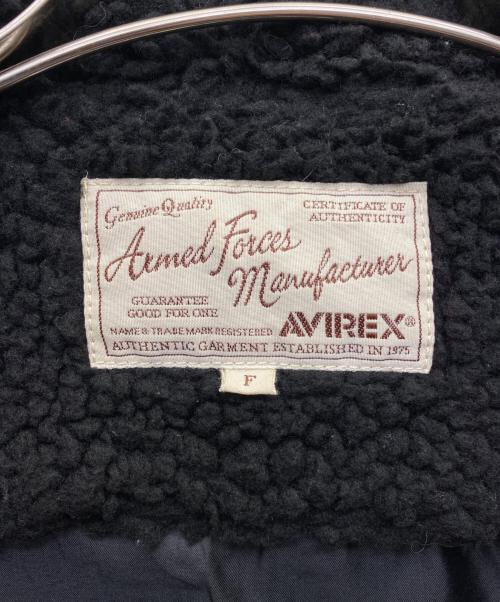 Genuine Quality
CERTIFICATE OF
AUTHENTICITY
Armed Forces
Manufacturer
GUARANTEE
GOOD FOR ONE
NAME & TRADE MARK REGISTERED
AVIREX®
AUTHENTIC GARMENT ESTABLISHED IN 1975
F